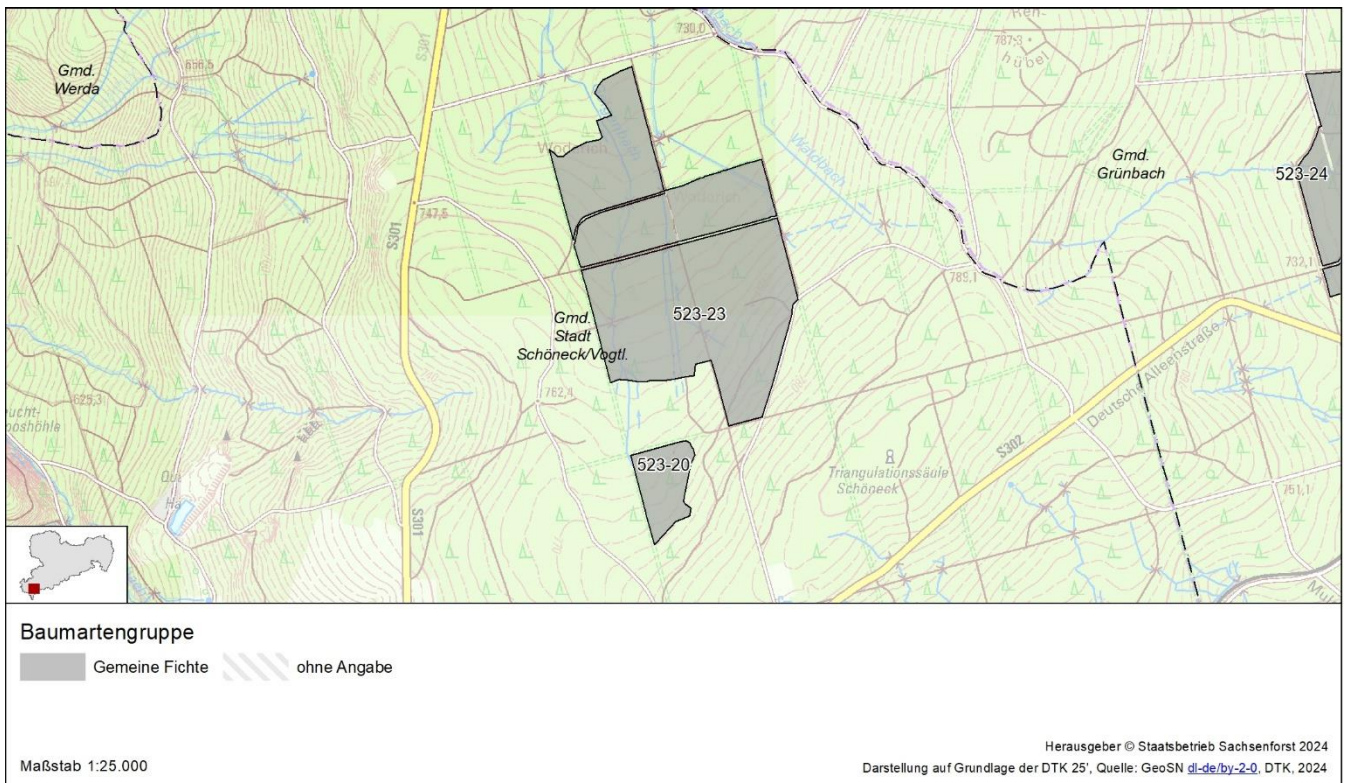 730,0
787,3
hübel
656,5
S301
Gmd.
Werda
Gmd.
Grünbach
523-24
747,5
S301
732,1
789,1
523-23
Gmd.
Stadt
Schöneck/Vogtl.
762,4
625,3
Deutsche Alleenstraße
S302
523-20
Triangulationssäule
Schöneck
751,1
S301
Baumartengruppe
Gemeine Fichte
ohne Angabe
Maßstab 1:25.000
Herausgeber © Staatsbetrieb Sachsenforst 2024
Darstellung auf Grundlage der DTK 25', Quelle: GeoSN dl-de/by-2-0, DTK, 2024